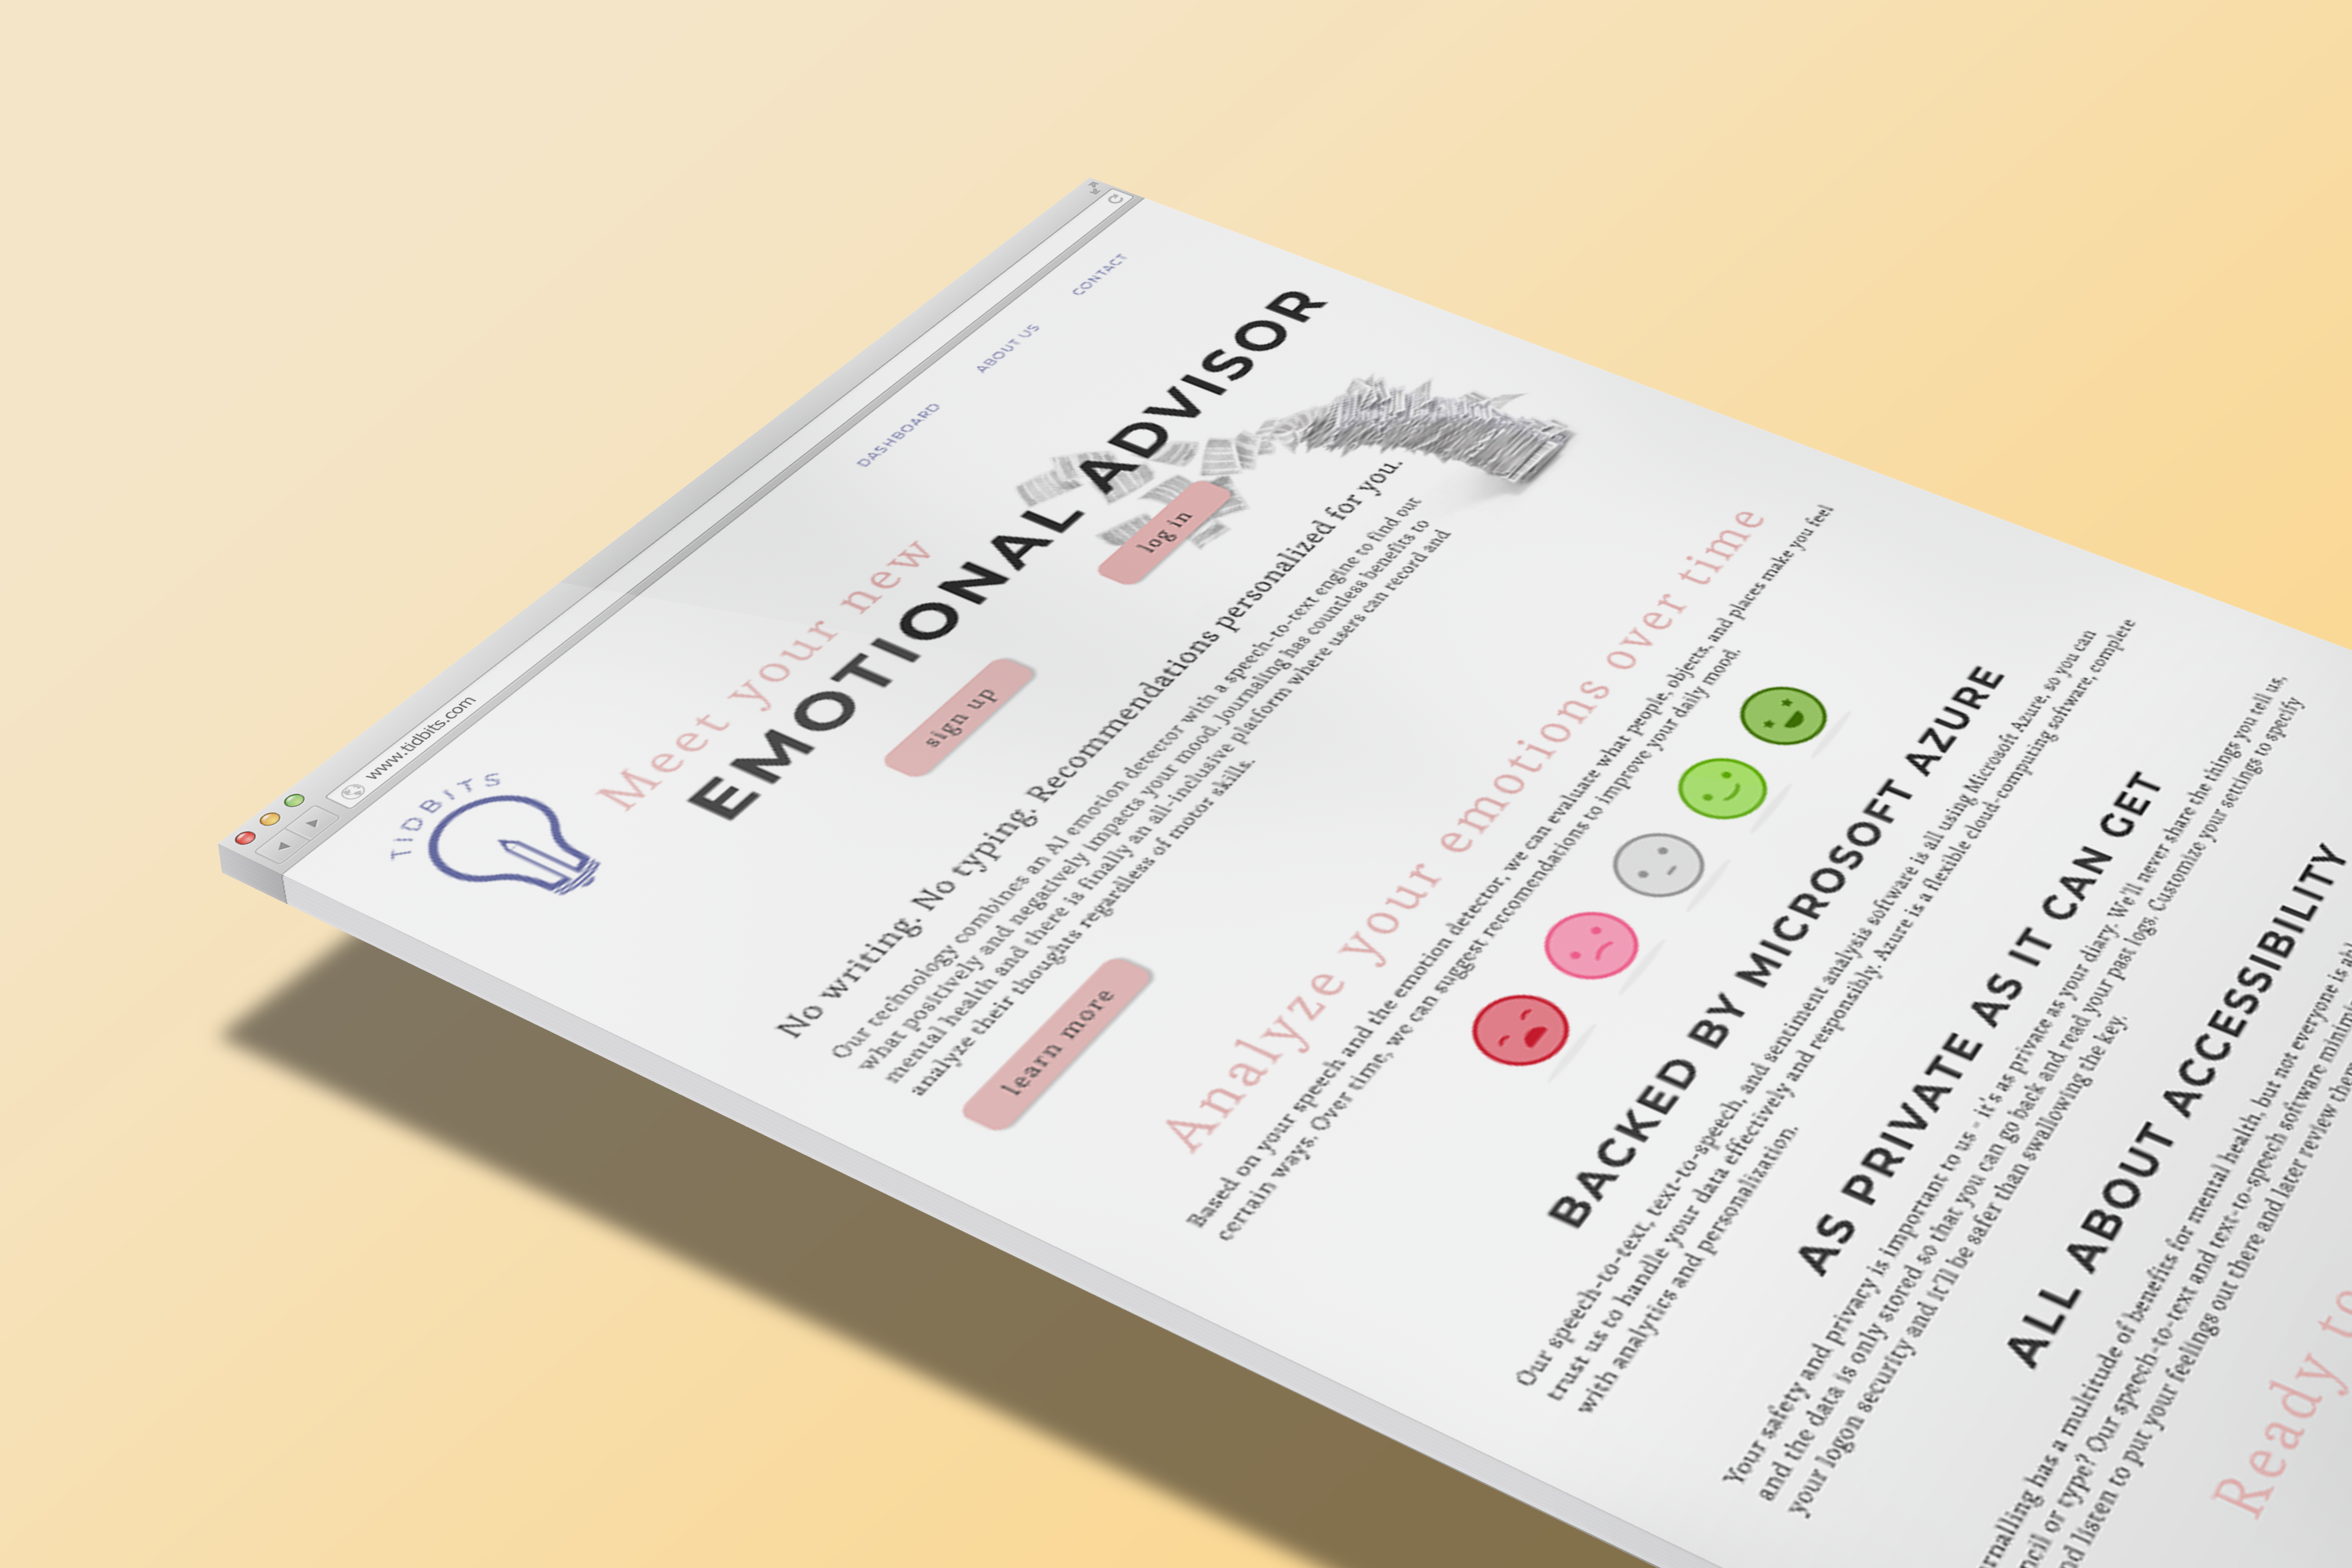 www.tidbits.com
TIDBITS
DASHBOARD
ABOUT US
CONTACT
Meet your new
EMOTIONAL ADVISOR
sign up
log in
No writing. No typing. Recommendations personalized for you.
Our technology combines an AI emotion detector with a speech-to-text engine to find out
what positively and negatively impacts your mood. Journaling has countless benefits to
mental health and there is finally an all-inclusive platform where users can record and
analyze their thoughts regardless of motor skills.
learn more
Analyze your emotions over time
Based on your speech and the emotion detector, we can evaluate what people, objects, and places make you feel
certain ways. Over time, we can suggest reccomendations to improve your daily mood.
BACKED BY MICROSOFT AZURE
Our speech-to-text, text-to-speech, and sentiment analysis software is all using Microsoft Azure, so you can
trust us to handle your data effectively and responsibly. Azure is a flexible cloud-computing software, complete
with analytics and personalization.
AS PRIVATE AS IT CAN GET
Your safety and privacy is important to us - it's as private as your diary. We'll never share the things you tell us,
and the data is only stored so that you can go back and read your past logs. Customize your settings to specify
your logon security and it'll be safer than swallowing the key.
ALL ABOUT ACCESSIBILITY
rnalling has a multitude of benefits for mental health, but not everyone is
ncil or type? Our speech-to-text and text-to-speech software
nd listen to put your feelings out there and later review
Ready to